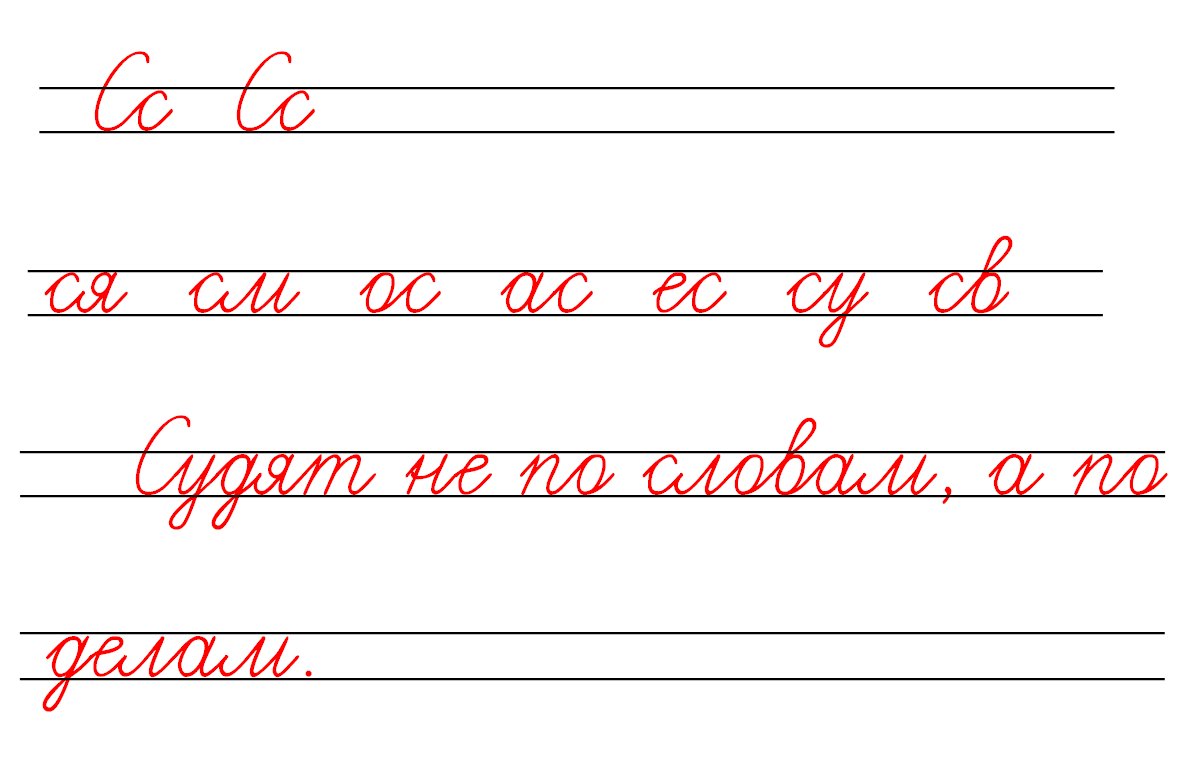 Сс Сс
ся см ос ас ес су св
Судят не по словам, а по
делам.